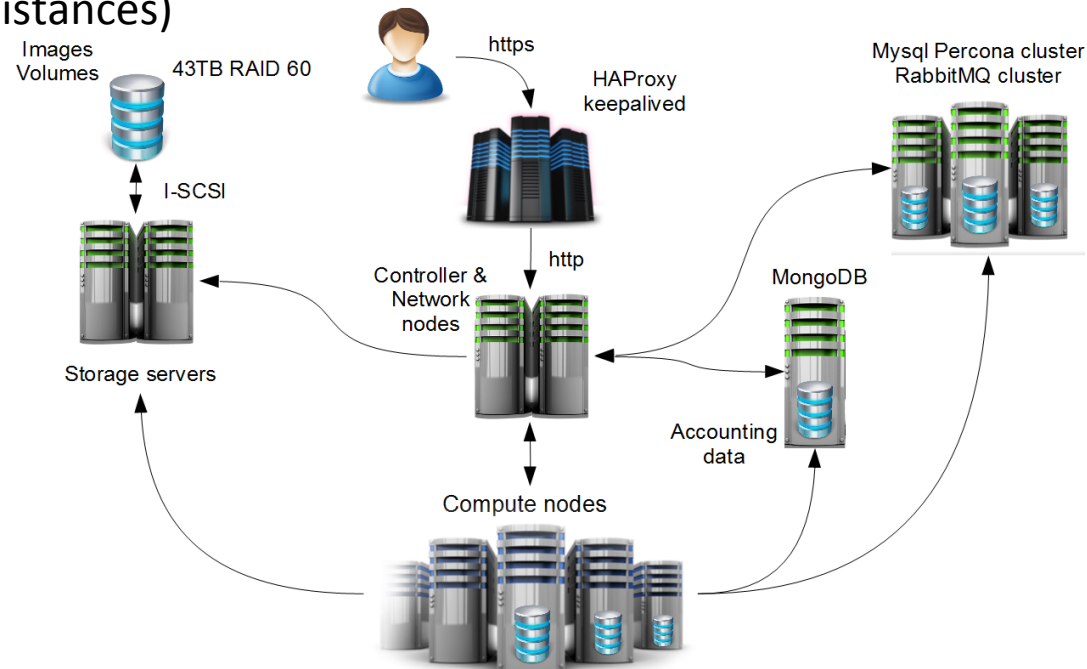 istances)
Images
Volumes
43TB RAID 60
https
HAProxy
keepalived
Mysql Percona cluster
RabbitMQ cluster
I-SCSI
http
Controller &
Network
nodes
MongoDB
Storage servers
Accounting
data
Compute nodes